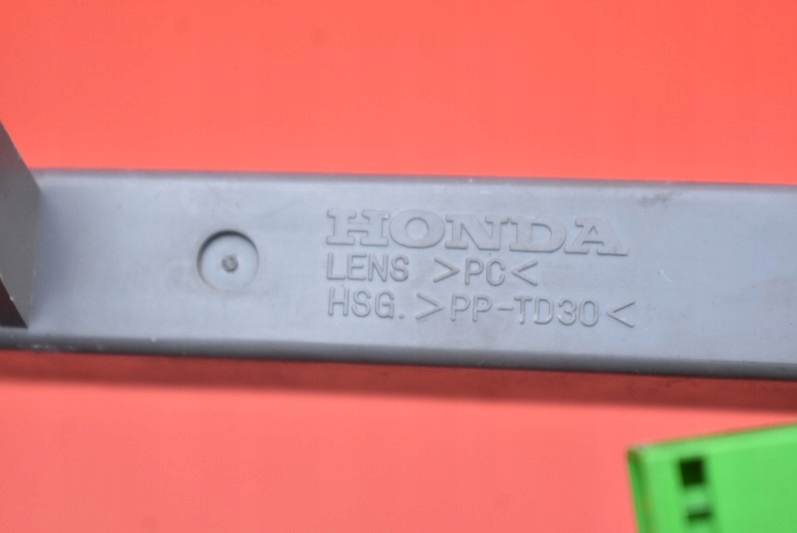 HONDA
LENS >PC<
HSG. >PP-TD30<